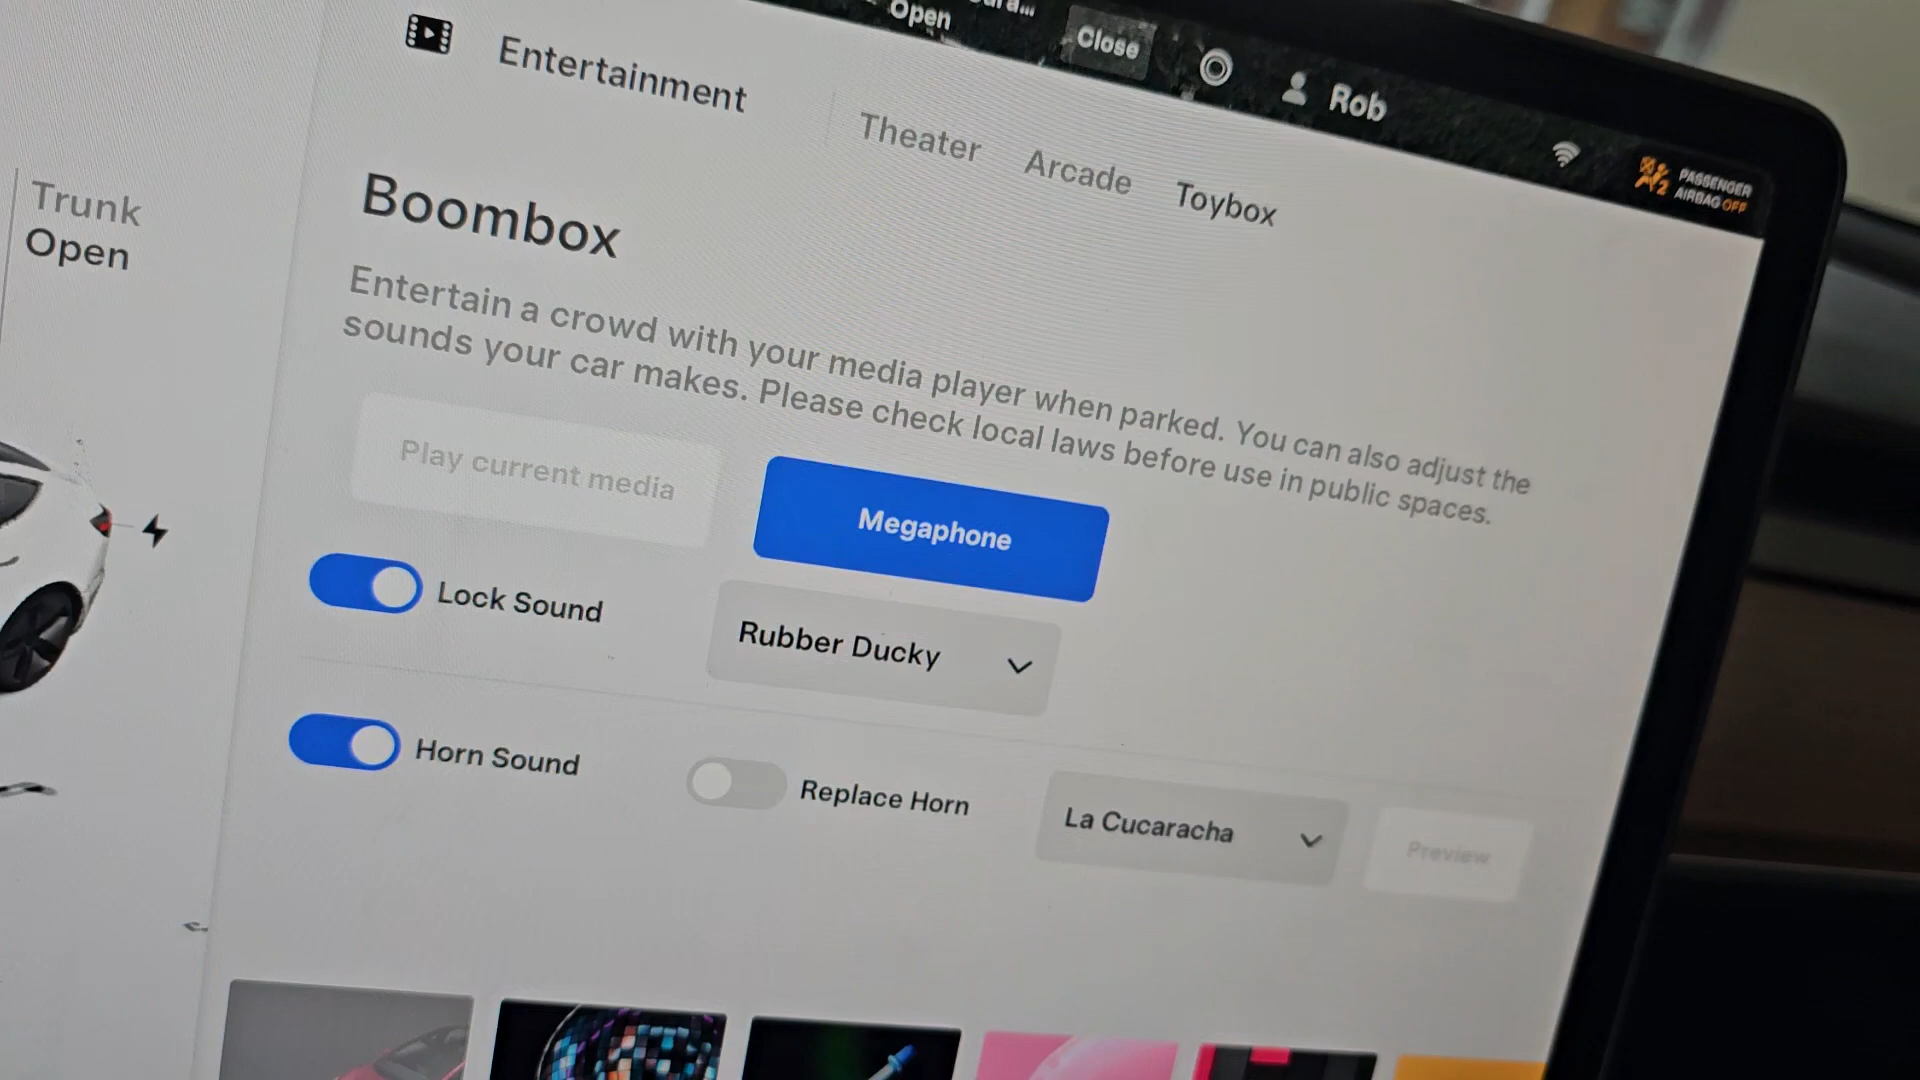 Open
Close
Rob
PASSENGER
AIRBAG OFF
Entertainment
Theater
Arcade
Toybox
Trunk
Open
Boombox
Entertain a crowd with your media player when parked. You can also adjust the
sounds your car makes. Please check local laws before use in public spaces.
Play current media
Megaphone
Lock Sound
Rubber Ducky
Horn Sound
Replace Horn
La Cucaracha
Preview